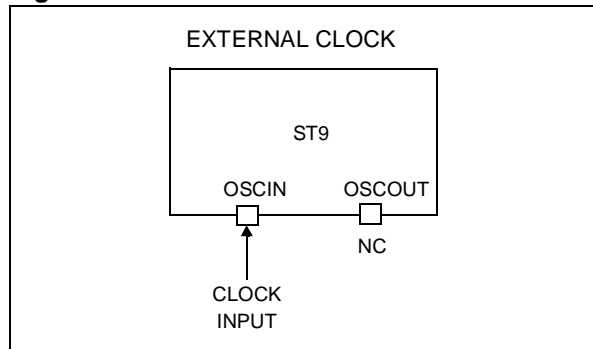 EXTERNAL CLOCK
ST9
OSCIN OSCOUT
NC
CLOCK
INPUT